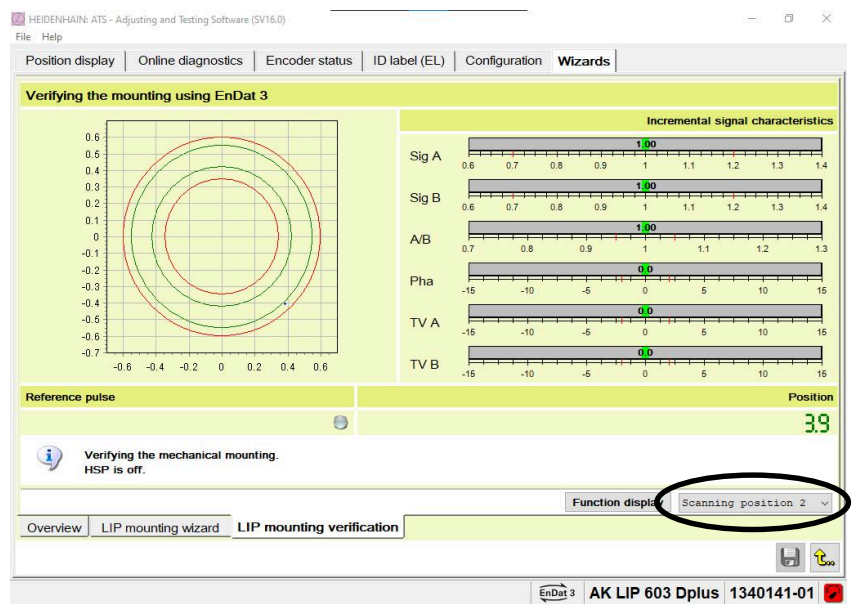 HEIDENHAIN: ATS - Adjusting and Testing Software (SV16.0)
File Help
Position display Online diagnostics Encoder status ID label (EL) Configuration Wizards
Verifying the mounting using EnDat 3
Incremental signal characteristics
0.6
0.5
0.4
0.3
0.2
0.1
0
-0.1
-0.2
-0.3
-0.4
-0.5
-0.6
-0.7
-0.6 -0.4 -0.2 0 0.2 0.4 0.6
1.00
Sig A
0.6 0.7 0.8 0.9 1 1.1 1.2 1.3 1.4
1.00
Sig B
0.6 0.7 0.8 0.9 1 1.1 1.2 1.3 1.4
1.00
A/B
0.7 0.8 0.9 1 1.1 1.2 1.3
0.0
Pha
-15 -10 -5 0 5 10 15
0.0
TV A
-15 -10 -5 0 5 10 15
0.0
TV B
-15 -10 -5 0 5 10 15
Reference pulse Position
3.9
Verifying the mechanical mounting.
HSP is off.
Function display Scanning position 2
Overview LIP mounting wizard LIP mounting verification
EnDat 3 AK LIP 603 Dplus 1340141-01